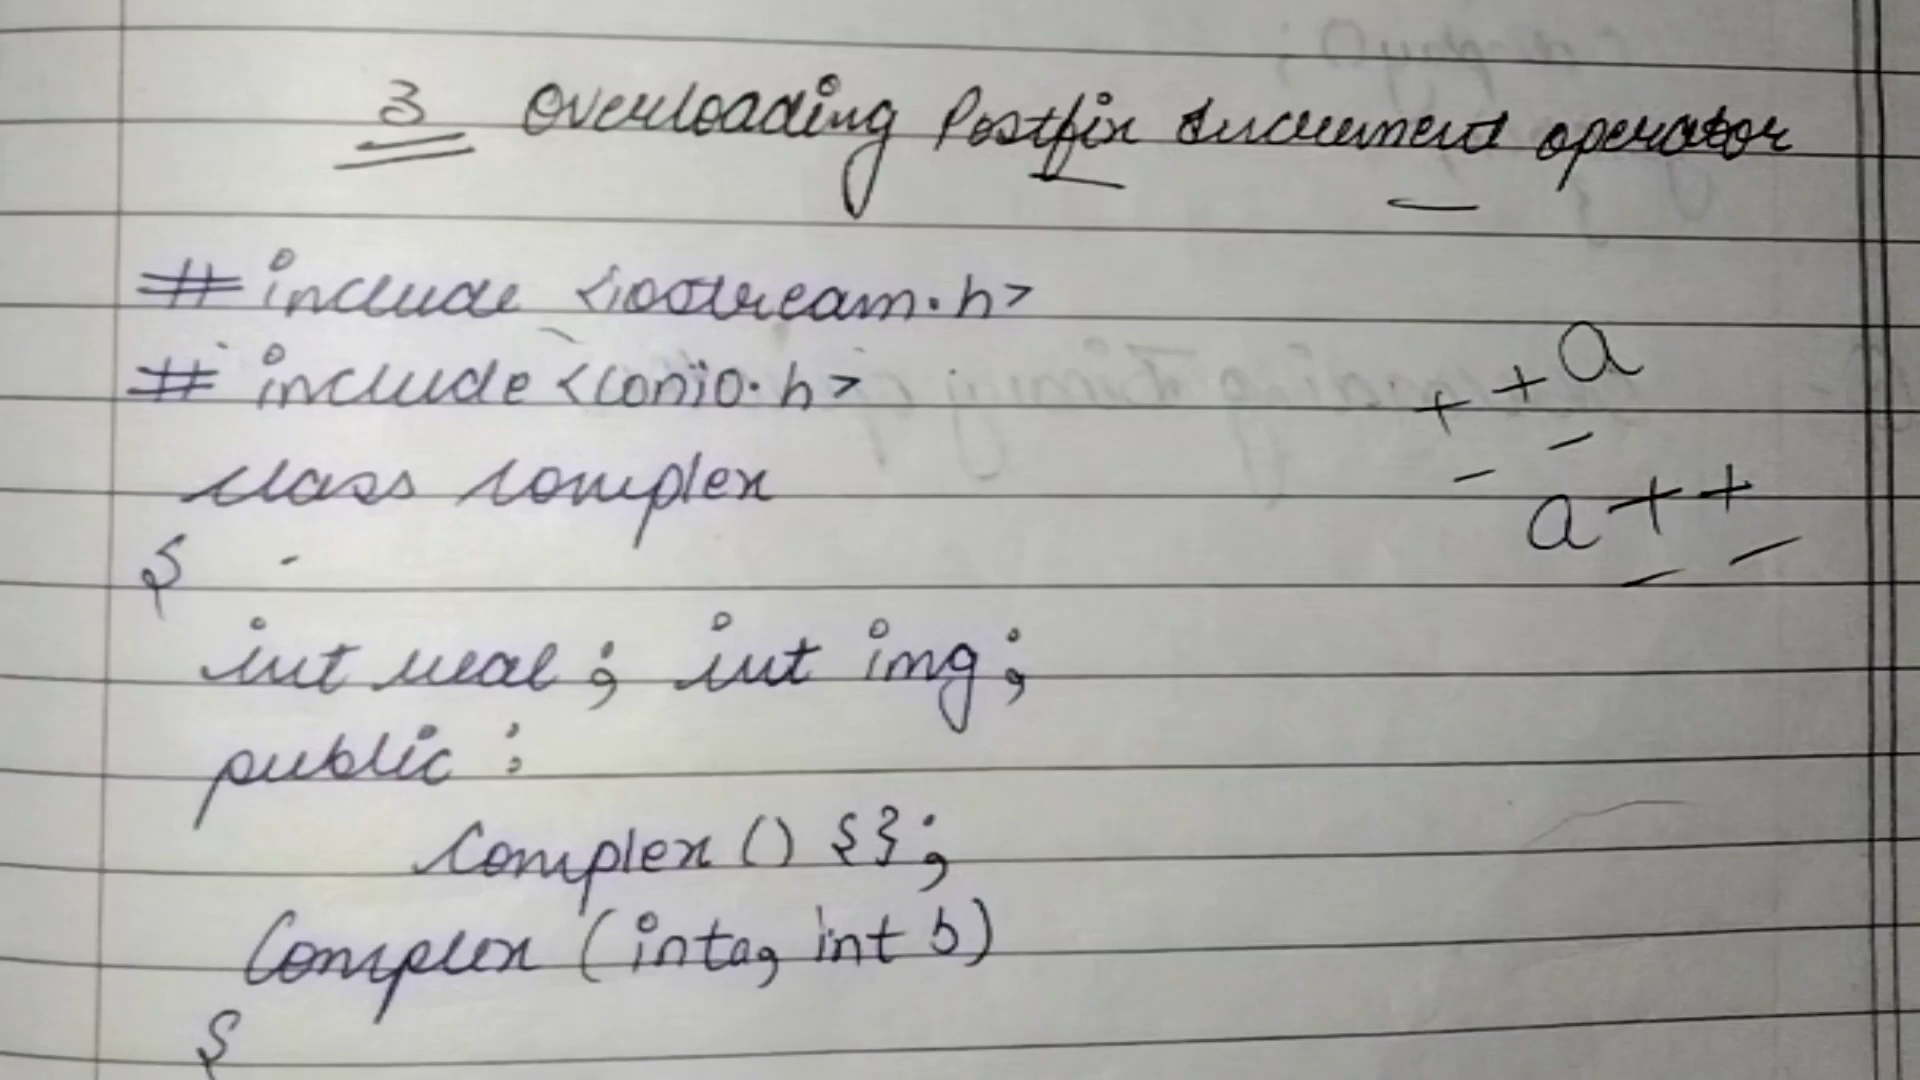 3 Overloading Postfix Increment operator
# include <iostream.h>
# include <conio.h>
++a
class complex
a++
{
int real ; int img ;
public :
Complex () {} ;
Complex (int a, int b)
{